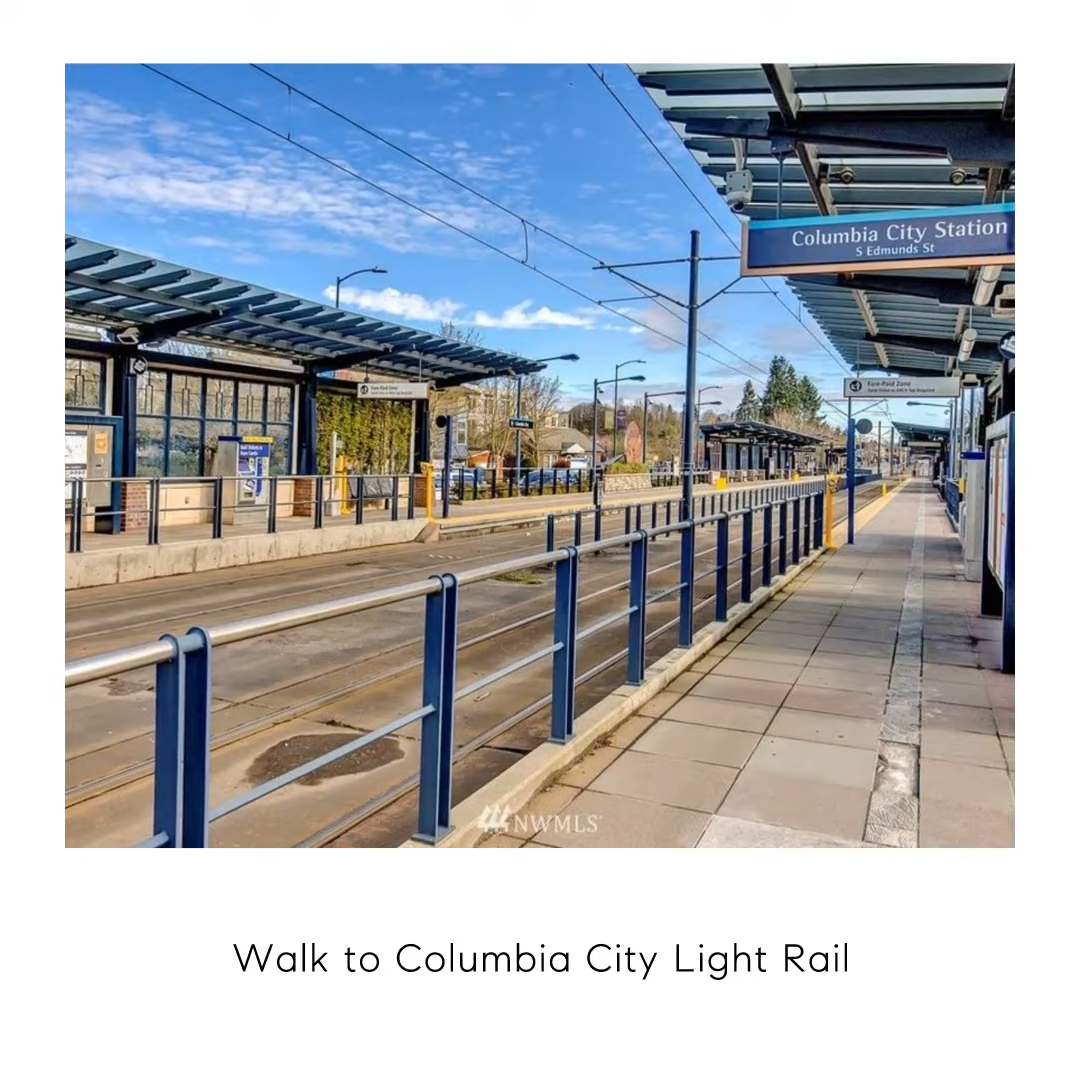 Columbia City Station
S Edmunds St
Fare-Paid Zone
Fare-Paid Zone
NWMLS
Walk to Columbia City Light Rail